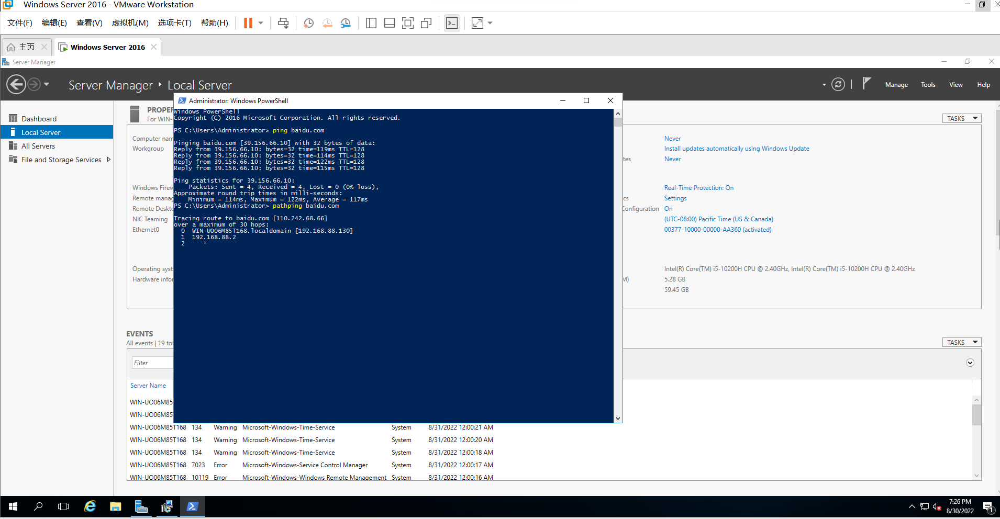 Windows Server 2016 - VMware Workstation
文件(F) 编辑(E) 查看(V) 虚拟机(M) 选项卡(T) 帮助(H)
主页 Windows Server 2016
Server Manager
Server Manager Local Server
Manage Tools View Help
Administrator: Windows PowerShell
Dashboard
Local Server
All Servers
File and Storage Services
For WIN-
TASKS
Computer
Workgroup
Windows
Remote
Remote
NIC Teaming
Ethernet0
Operating
Hardware
Windows PowerShell
Copyright (C) 2016 Microsoft Corporation. All rights reserved.
PS C:\Users\Administrator> ping baidu.com
Pinging baidu.com [39.156.66.10] with 32 bytes of data:
Reply from 39.156.66.10: bytes=32 time=119ms TTL=128
Reply from 39.156.66.10: bytes=32 time=114ms TTL=128
Reply from 39.156.66.10: bytes=32 time=122ms TTL=128
Reply from 39.156.66.10: bytes=32 time=115ms TTL=128
Ping statistics for 39.156.66.10:
Packets: Sent = 4, Received = 4, Lost = 0 (0% loss),
Approximate round trip times in milli-seconds:
Minimum = 114ms, Maximum = 122ms, Average = 117ms
PS C:\Users\Administrator> pathping baidu.com
Tracing route to baidu.com [110.242.68.66]
over a maximum of 30 hops:
0 WIN-UO06M85T168.localdomain [192.168.88.130]
1 192.168.88.2
2 *
Never
Install updates automatically using Windows Update
Never
Real-Time Protection: On
Settings
Configuration On
(UTC-08:00) Pacific Time (US & Canada)
00377-10000-00000-AA360 (activated)
Intel(R) Core(TM) i5-10200H CPU @ 2.40GHz, Intel(R) Core(TM) i5-10200H CPU @ 2.40GHz
5.28 GB
59.45 GB
EVENTS
All events | 19
TASKS
Filter
Server Name
WIN-UO06M85
WIN-UO06M85
WIN-UO06M85T168 134 Warning Microsoft-Windows-Time-Service System 8/31/2022 12:00:21 AM
WIN-UO06M85T168 134 Warning Microsoft-Windows-Time-Service System 8/31/2022 12:00:20 AM
WIN-UO06M85T168 134 Warning Microsoft-Windows-Time-Service System 8/31/2022 12:00:18 AM
WIN-UO06M85T168 7023 Error Microsoft-Windows-Service Control Manager System 8/31/2022 12:00:17 AM
WIN-UO06M85T168 10119 Error Microsoft-Windows-Windows Remote Management System 8/31/2022 12:00:16 AM
7:26 PM
8/30/2022
1